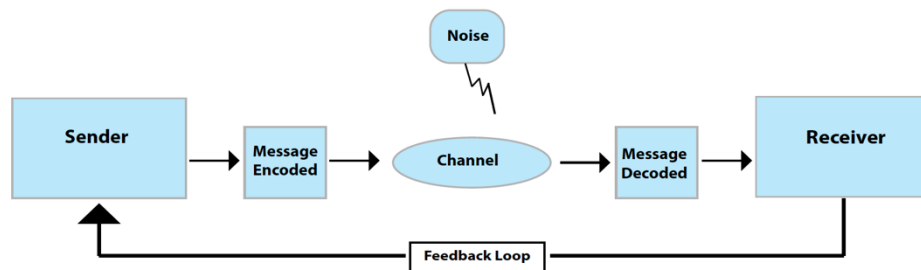 Noise
Sender
Message
Encoded
Channel
Message
Decoded
Receiver
Feedback Loop